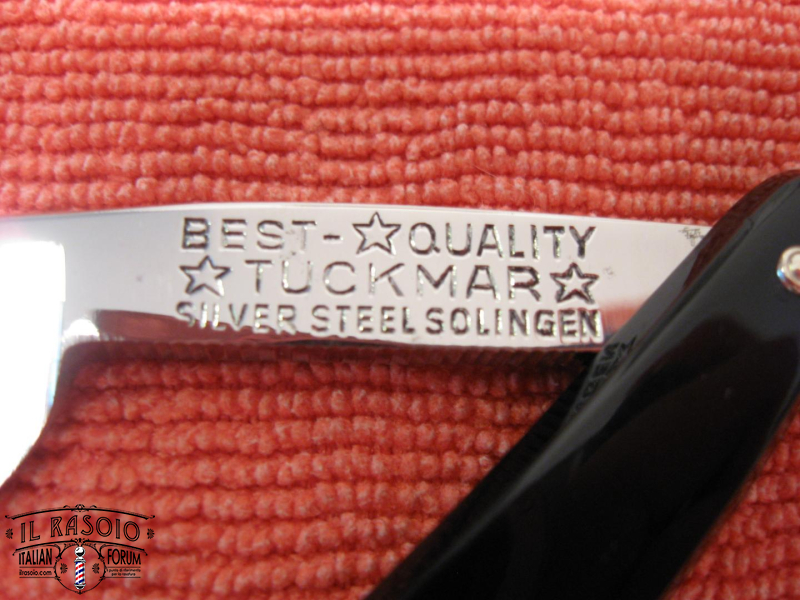 BEST-☆QUALITY
☆TUCKMAR☆
SILVER STEEL SOLINGEN
IL RASOIO
ITALIAN FORUM
ilrasoio.com